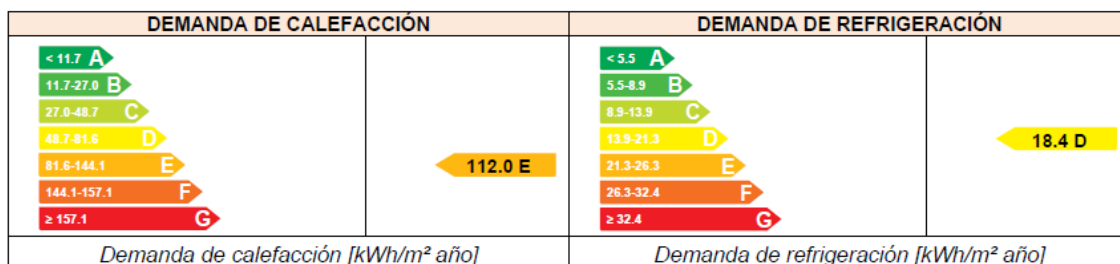 DEMANDA DE CALEFACCIÓN
< 11.7 A
11.7-27.0 B
27.0-48.7 C
48.7-81.6 D
81.6-144.1 E
144.1-157.1 F
≥ 157.1 G
112.0 E
Demanda de calefacción [kWh/m² año]
DEMANDA DE REFRIGERACIÓN
< 5.5 A
5.5-8.9 B
8.9-13.9 C
13.9-21.3 D
21.3-26.3 E
26.3-32.4 F
≥ 32.4 G
18.4 D
Demanda de refrigeración [kWh/m² año]